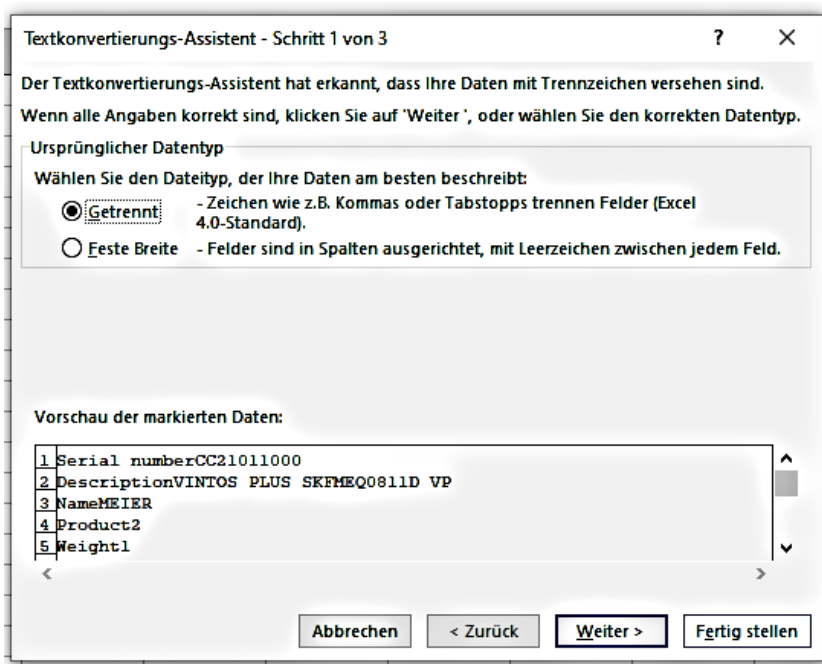 Textkonvertierungs-Assistent - Schritt 1 von 3
?
Der Textkonvertierungs-Assistent hat erkannt, dass Ihre Daten mit Trennzeichen versehen sind.
Wenn alle Angaben korrekt sind, klicken Sie auf 'Weiter ', oder wählen Sie den korrekten Datentyp.
Ursprünglicher Datentyp
Wählen Sie den Dateityp, der Ihre Daten am besten beschreibt:
Getrennt - Zeichen wie z.B. Kommas oder Tabstopps trennen Felder (Excel
4.0-Standard).
Feste Breite - Felder sind in Spalten ausgerichtet, mit Leerzeichen zwischen jedem Feld.
Vorschau der markierten Daten:
1 Serial numberCC21011000
2 DescriptionVINTOS PLUS SKFMEQ0811D VP
3 NameMEIER
4 Product2
5 Weight1
Abbrechen < Zurück Weiter > Fertig stellen